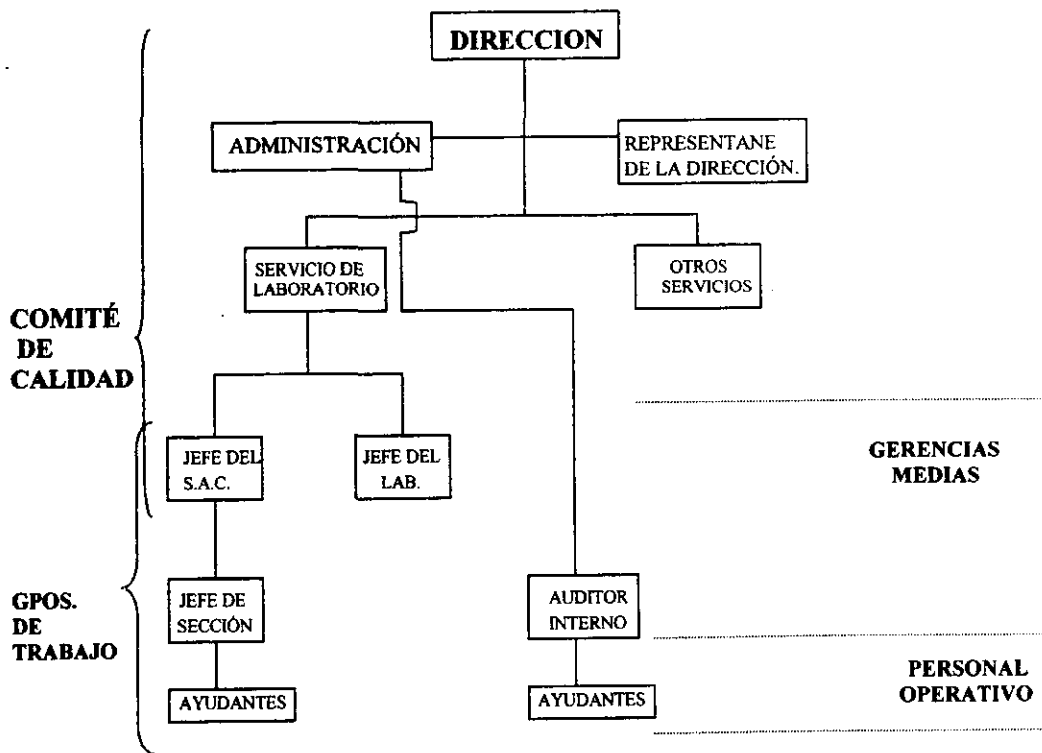 DIRECCION
ADMINISTRACIÓN
REPRESENTANE
DE LA DIRECCIÓN.
SERVICIO DE
LABORATORIO
OTROS
SERVICIOS
COMITÉ
DE
CALIDAD
JEFE DEL
S.A.C.
JEFE DEL
LAB.
GERENCIAS
MEDIAS
GPOS.
DE
TRABAJO
JEFE DE
SECCIÓN
AUDITOR
INTERNO
AYUDANTES
AYUDANTES
PERSONAL
OPERATIVO